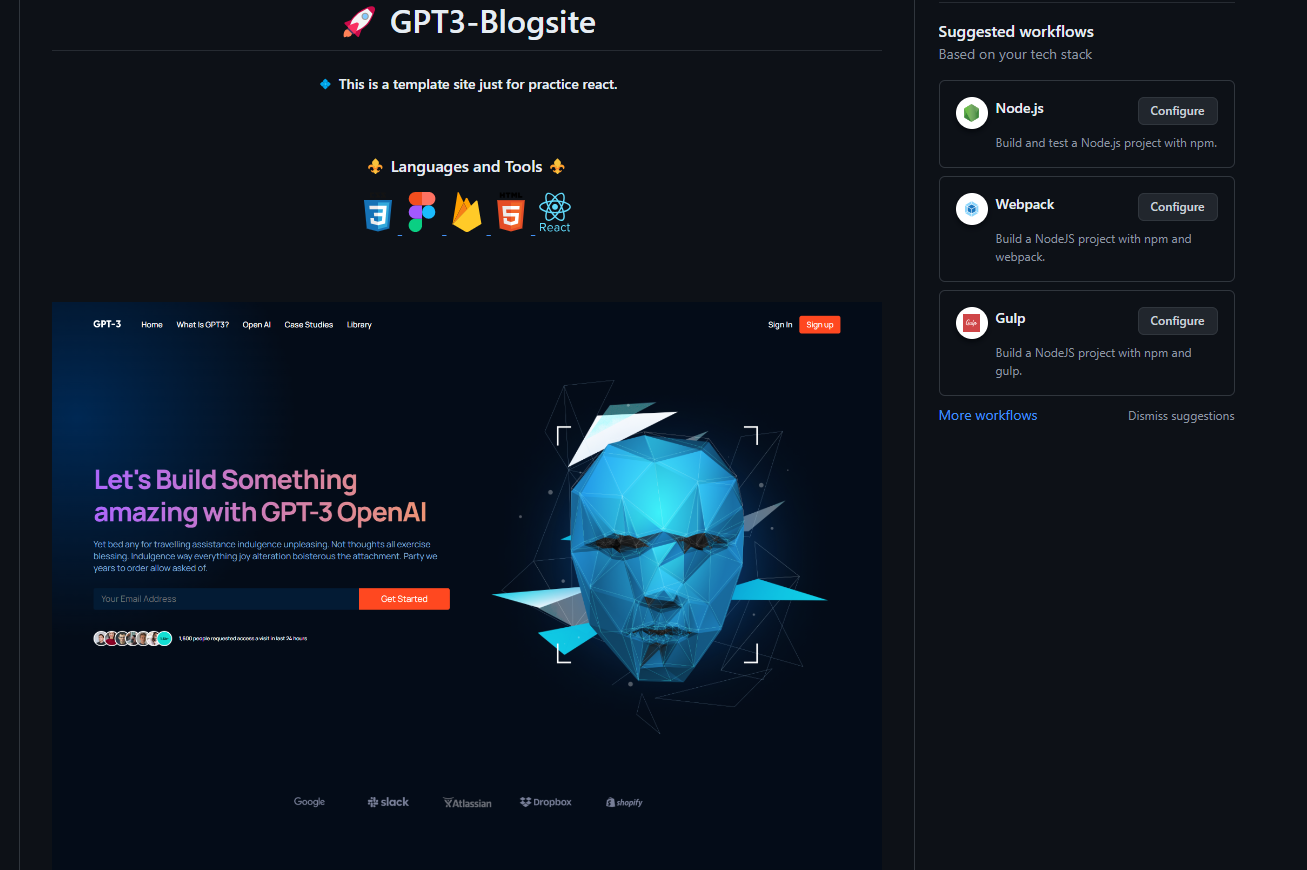 GPT3-Blogsite
This is a template site just for practice react.
Languages and Tools
3
HTML
5
React
GPT-3 Home What Is GPT3? Open AI Case Studies Library Sign In Sign up
Let's Build Something
amazing with GPT-3 OpenAI
Yet bed any for travelling assistance indulgence unpleasing. Not thoughts all exercise
blessing. Indulgence way everything joy alteration boisterous the attachment. Party we
years to order allow asked of.
Your Email Address Get Started
1,600 people requested access a visit in last 24 hours
Google slack Atlassian Dropbox shopify
Suggested workflows
Based on your tech stack
Node.js Configure
Build and test a Node.js project with npm.
Webpack Configure
Build a NodeJS project with npm and
webpack.
Gulp
Gulp Configure
Build a NodeJS project with npm and
gulp.
More workflows Dismiss suggestions